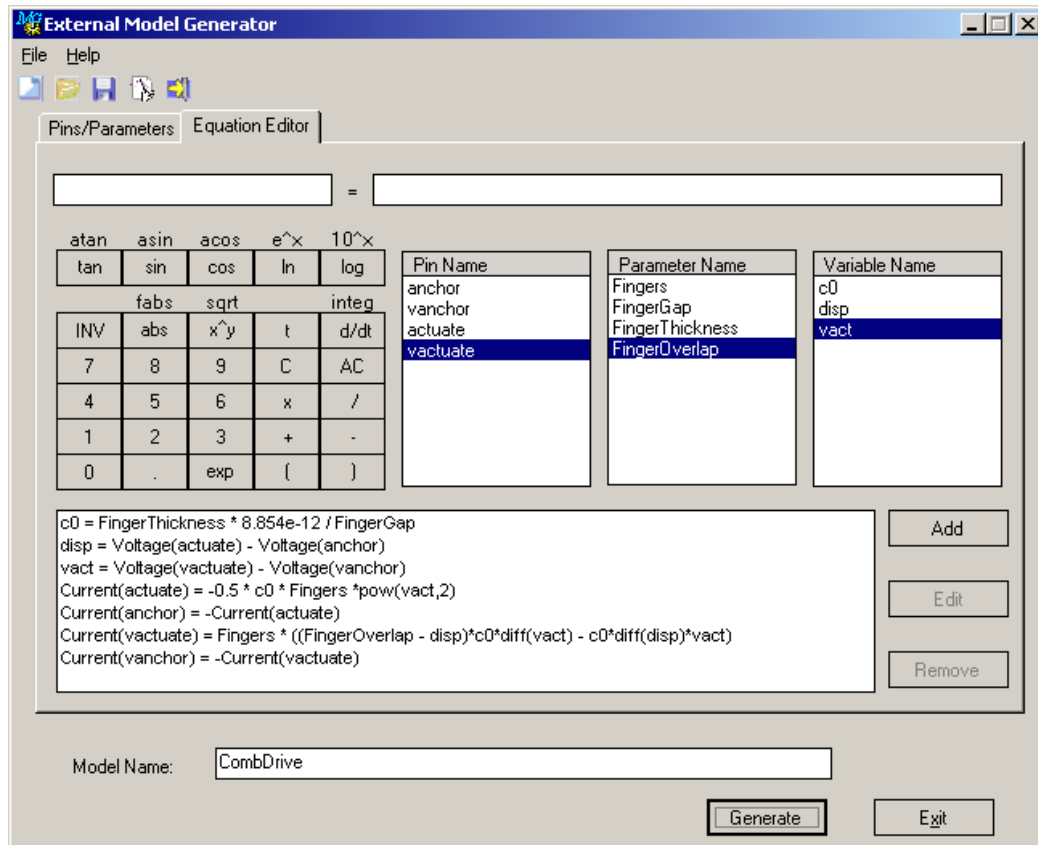 External Model Generator
File Help
Pins/Parameters Equation Editor
=
atan asin acos e^x 10^x
tan sin cos ln log
fabs sqrt integ
INV abs x^y t d/dt
7 8 9 C AC
4 5 6 x /
1 2 3 + -
0 . exp ( )
Pin Name
anchor
vanchor
actuate
vactuate
Parameter Name
Fingers
FingerGap
FingerThickness
FingerOverlap
Variable Name
c0
disp
vact
c0 = FingerThickness * 8.854e-12 / FingerGap
disp = Voltage(actuate) - Voltage(anchor)
vact = Voltage(vactuate) - Voltage(vanchor)
Current(actuate) = -0.5 * c0 * Fingers *pow(vact,2)
Current(anchor) = -Current(actuate)
Current(vactuate) = Fingers * ((FingerOverlap - disp)*c0*diff(vact) - c0*diff(disp)*vact)
Current(vanchor) = -Current(vactuate)
Add
Edit
Remove
Model Name: CombDrive
Generate Exit